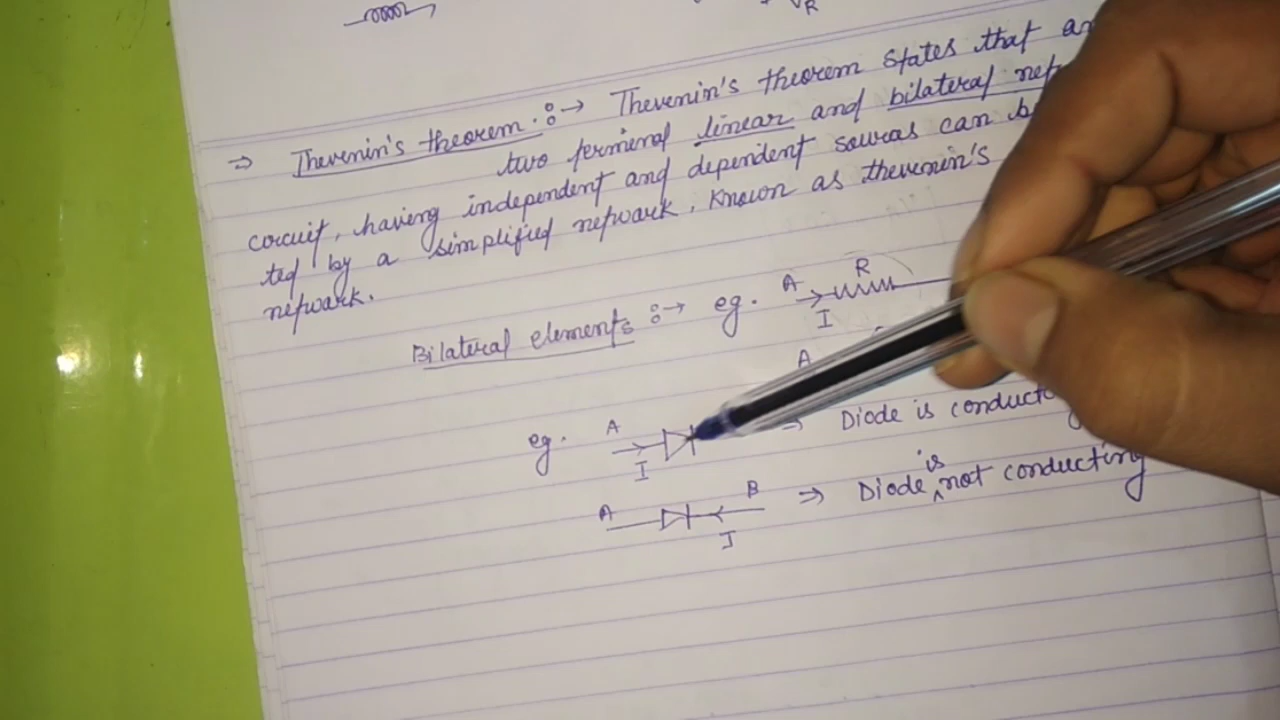 + V_R
⇒ Thevenin's theorem :→ Thevenin's theorem states that
two terminal linear and bilateral
circuit, having independent and dependent sources can
ted by a simplified network, known as thevenin's
network.
Bilateral elements :→ eg. A R
I
A
eg. A ⇒ Diode is
I
A B ⇒ Diode is not conducting
I